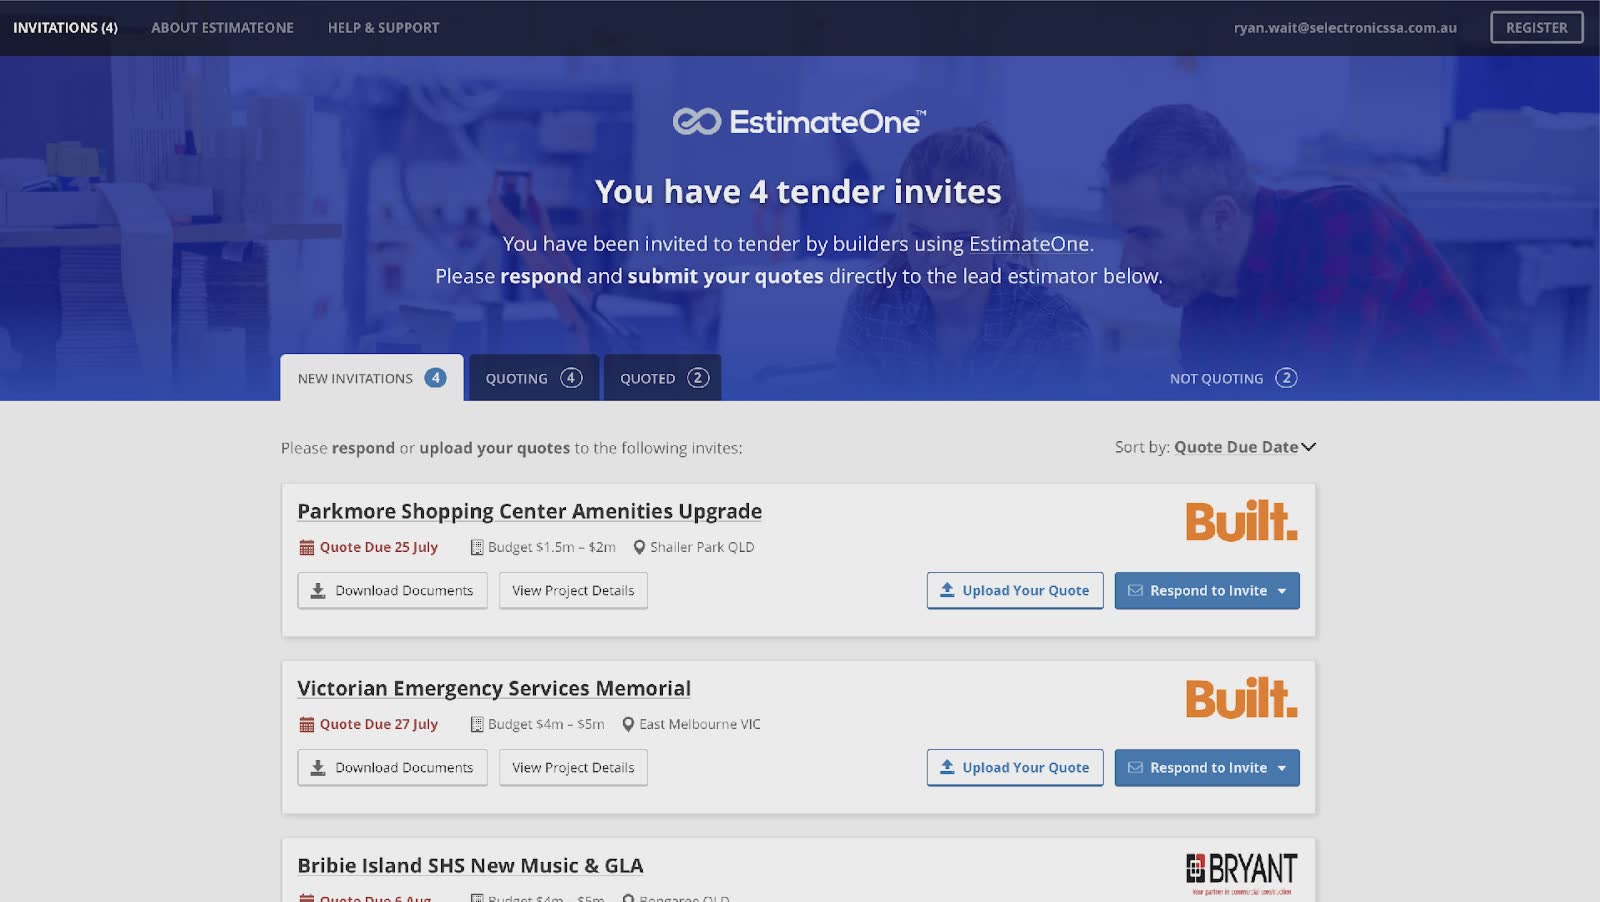 INVITATIONS (4) ABOUT ESTIMATEONE HELP & SUPPORT ryan.wait@selectronicssa.com.au REGISTER
EstimateOne™
You have 4 tender invites
You have been invited to tender by builders using EstimateOne.
Please respond and submit your quotes directly to the lead estimator below.
NEW INVITATIONS 4 QUOTING 4 QUOTED 2 NOT QUOTING 2
Please respond or upload your quotes to the following invites: Sort by: Quote Due Date
Parkmore Shopping Center Amenities Upgrade
Built.
Quote Due 25 July Budget $1.5m – $2m Shailer Park QLD
Download Documents View Project Details Upload Your Quote Respond to Invite
Victorian Emergency Services Memorial
Built.
Quote Due 27 July Budget $4m – $5m East Melbourne VIC
Download Documents View Project Details Upload Your Quote Respond to Invite
Bribie Island SHS New Music & GLA
BRYANT
Your partner in commercial construction
Quote Due 6 Aug Budget $4m – $5m Bongaree QLD